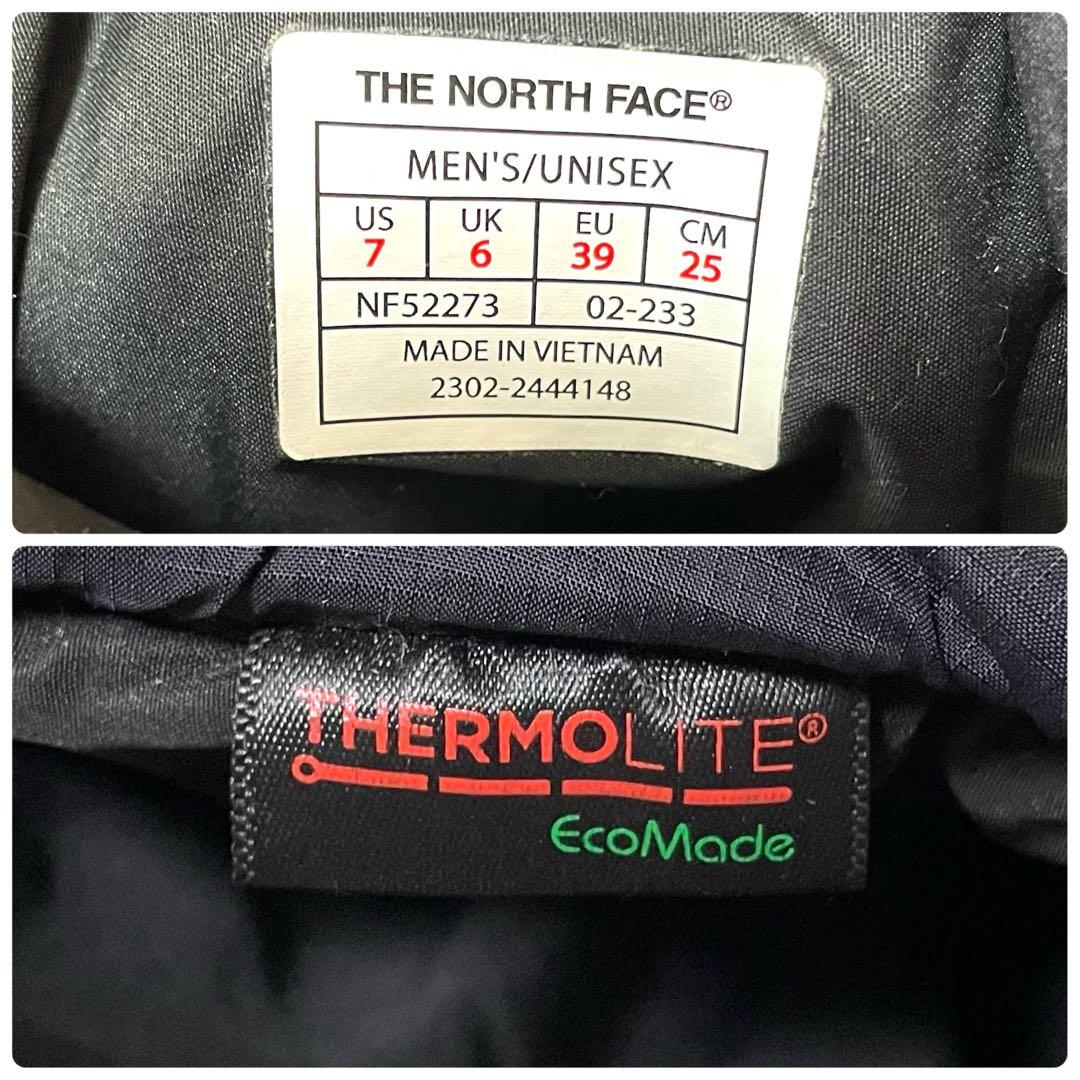 THE NORTH FACE®
MEN'S/UNISEX
US UK EU CM
7 6 39 25
NF52273 02-233
MADE IN VIETNAM
2302-2444148
THERMOLITE®
EcoMade